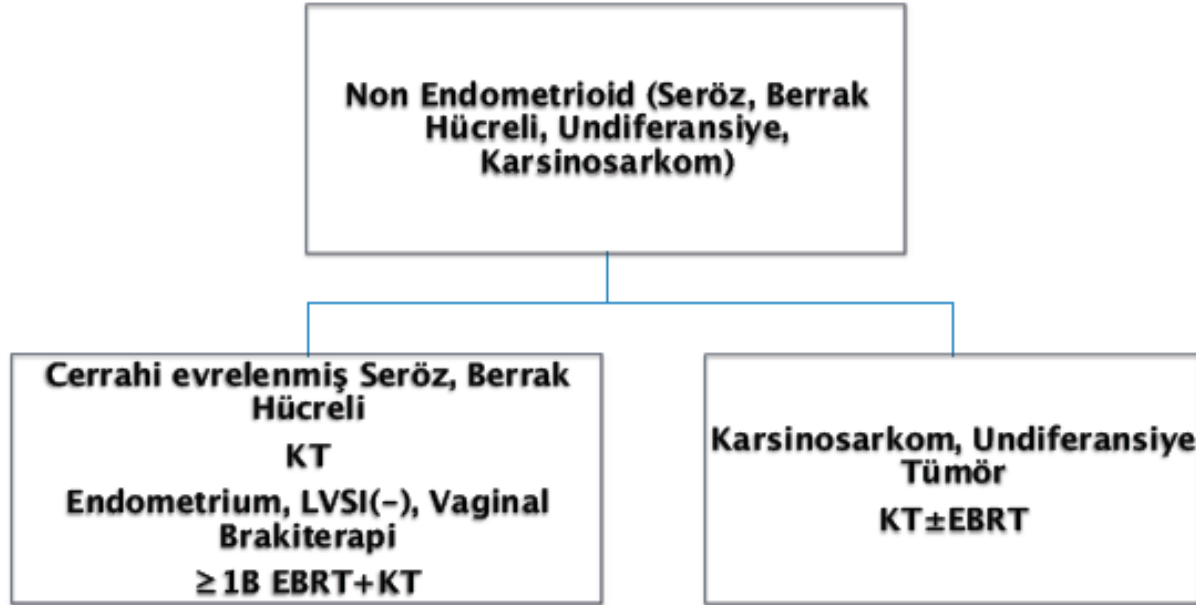 Non Endometrioid (Seröz, Berrak
Hücreli, Undiferansiye,
Karsinosarkom)
Cerrahi evrelenmiş Seröz, Berrak
Hücreli
KT
Endometrium, LVSI(-), Vaginal
Brakiterapi
≥1B EBRT+KT
Karsinosarkom, Undiferansiye
Tümör
KT±EBRT